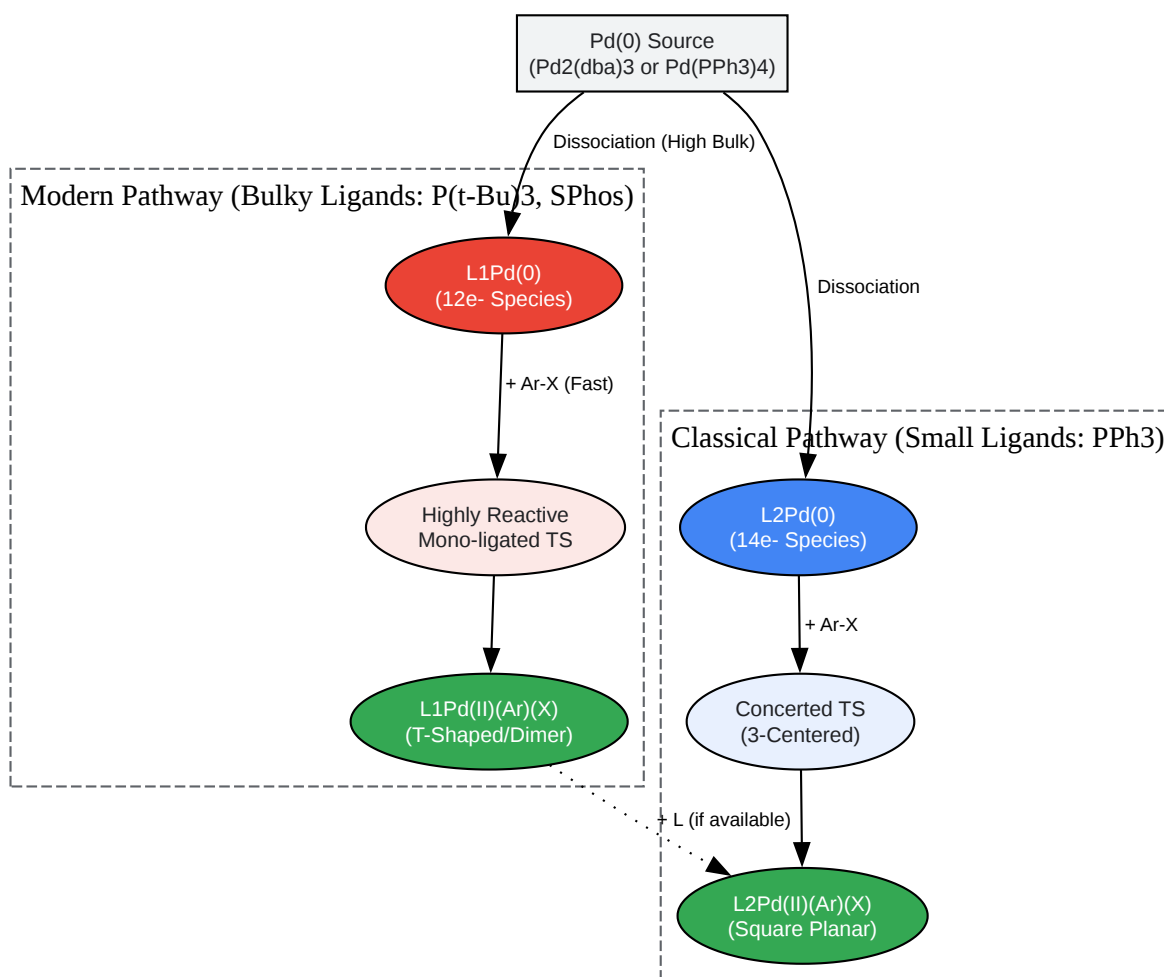 Pd(0) Source
(Pd2(dba)3 or Pd(PPh3)4)
Dissociation (High Bulk)
Modern Pathway (Bulky Ligands: P(t-Bu)3, SPhos)
L1Pd(0)
(12e- Species)
Dissociation
+ Ar-X (Fast)
Classical Pathway (Small Ligands: PPh3)
Highly Reactive
Mono-ligated TS
L2Pd(0)
(14e- Species)
+ Ar-X
L1Pd(II)(Ar)(X)
(T-Shaped/Dimer)
Concerted TS
(3-Centered)
+ L (if available)
L2Pd(II)(Ar)(X)
(Square Planar)